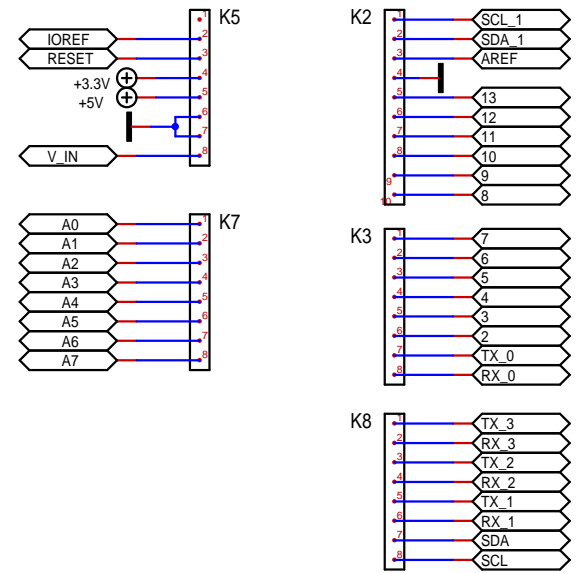 K5
1
IOREF 2
RESET 3
+3.3V 4
+5V 5
6
7
V_IN 8
K2
1 SCL_1
2 SDA_1
3 AREF
4
5 13
6 12
7 11
8 10
9 9
10 8
K7
A0 1
A1 2
A2 3
A3 4
A4 5
A5 6
A6 7
A7 8
K3
1 7
2 6
3 5
4 4
5 3
6 2
7 TX_0
8 RX_0
K8
1 TX_3
2 RX_3
3 TX_2
4 RX_2
5 TX_1
6 RX_1
7 SDA
8 SCL